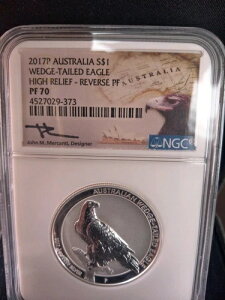 2017P AUSTRALIA S$1
WEDGE-TAILED EAGLE
HIGH RELIEF - REVERSE PF
PF 70
4527029-373
John M. Mercanti, Designer
AUSTRALIA
NGC
AUSTRALIAN WEDGE-TAILED EAGLE
P